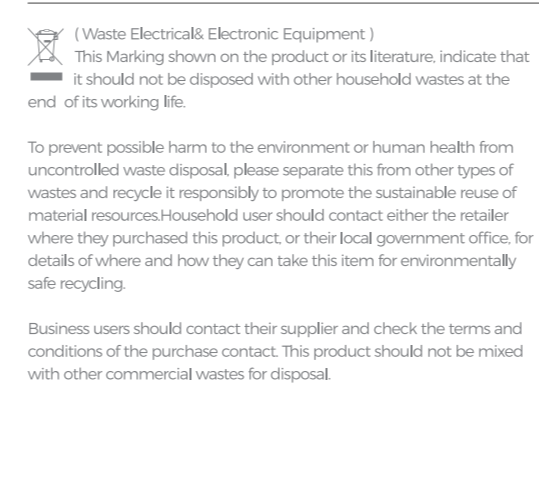 ( Waste Electrical& Electronic Equipment )
This Marking shown on the product or its literature, indicate that
it should not be disposed with other household wastes at the
end of its working life.
To prevent possible harm to the environment or human health from
uncontrolled waste disposal, please separate this from other types of
wastes and recycle it responsibly to promote the sustainable reuse of
material resources.Household user should contact either the retailer
where they purchased this product, or their local government office, for
details of where and how they can take this item for environmentally
safe recycling.
Business users should contact their supplier and check the terms and
conditions of the purchase contact. This product should not be mixed
with other commercial wastes for disposal.